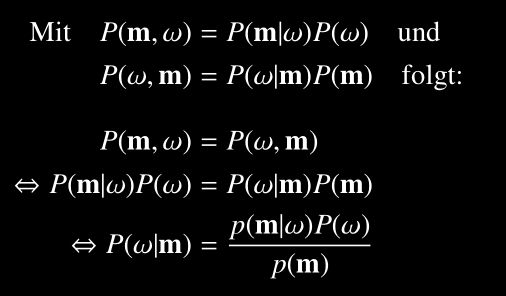 Mit P(m, ω) = P(m|ω)P(ω) und
P(ω, m) = P(ω|m)P(m) folgt:
P(m, ω) = P(ω, m)
⇔ P(m|ω)P(ω) = P(ω|m)P(m)
⇔ P(ω|m) = p(m|ω)P(ω) / p(m)